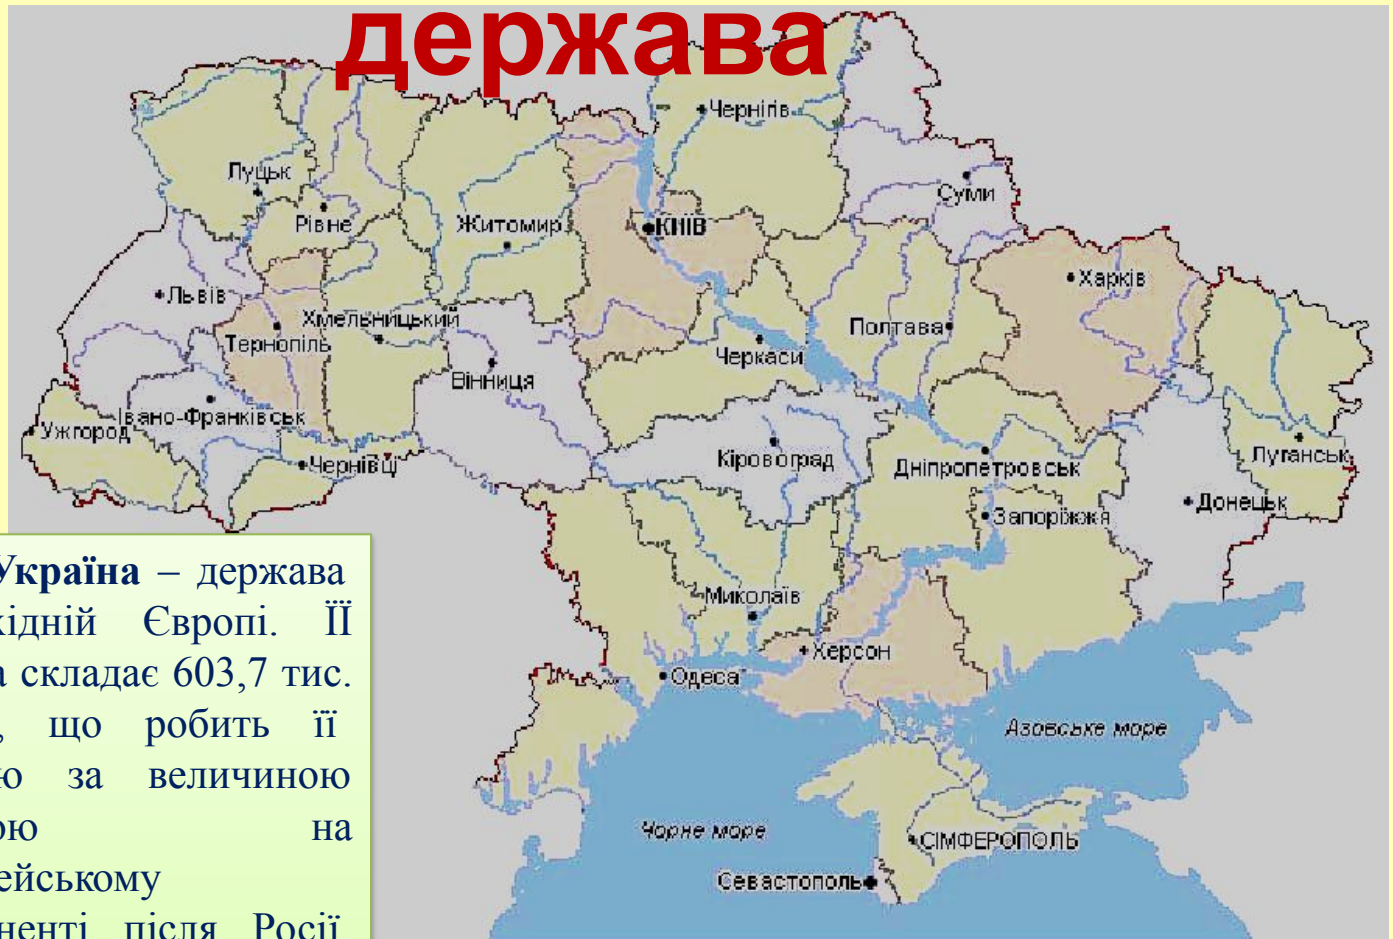 держава
Чернігів
Луцьк
Суми
Рівне
Житомир
КИЇВ
Харків
Львів
Хмельницький
Полтава
Тернопіль
Черкаси
Вінниця
Івано-Франківськ
Ужгород
Кіровоград
Луганськ
Чернівці
Дніпропетровськ
Донецьк
Запоріжжя
Україна – держава
хідній Європі. ЇЇ
а складає 603,7 тис.
, що робить її
ю за величиною
ою на
ейському
ненті після Росії
Миколаїв
Херсон
Одеса
Азовське море
Чорне море
СІМФЕРОПОЛЬ
Севастополь